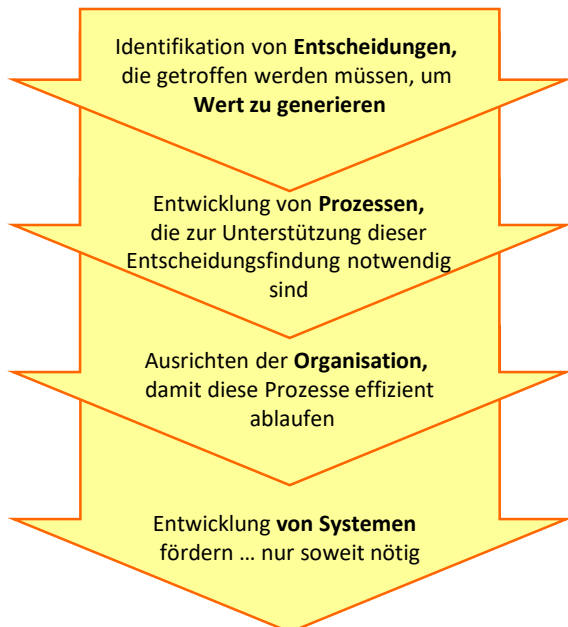 Identifikation von Entscheidungen,
die getroffen werden müssen, um
Wert zu generieren
Entwicklung von Prozessen,
die zur Unterstützung dieser
Entscheidungsfindung notwendig
sind
Ausrichten der Organisation,
damit diese Prozesse effizient
ablaufen
Entwicklung von Systemen
fördern ... nur soweit nötig